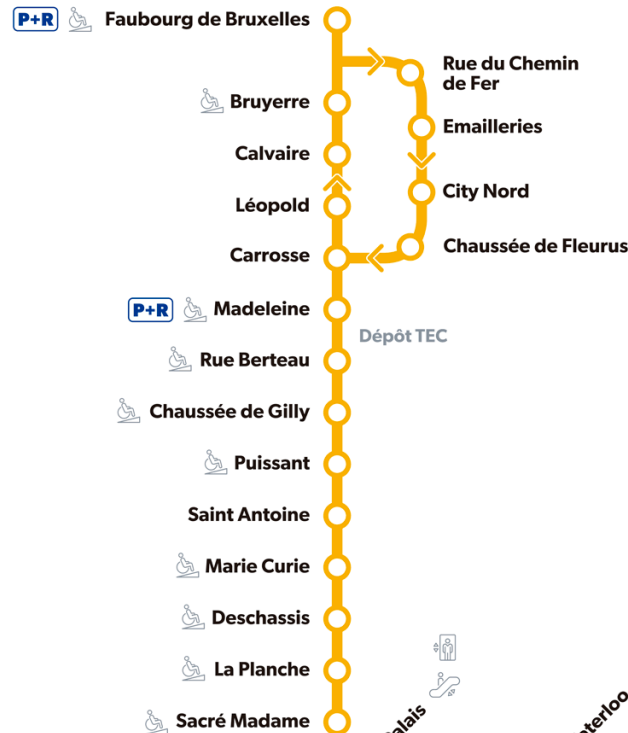 P+R Faubourg de Bruxelles
Rue du Chemin
de Fer
Bruyerre
Emailleries
Calvaire
City Nord
Léopold
Chaussée de Fleurus
Carrosse
P+R Madeleine
Dépôt TEC
Rue Berteau
Chaussée de Gilly
Puissant
Saint Antoine
Marie Curie
Deschassis
La Planche
Sacré Madame